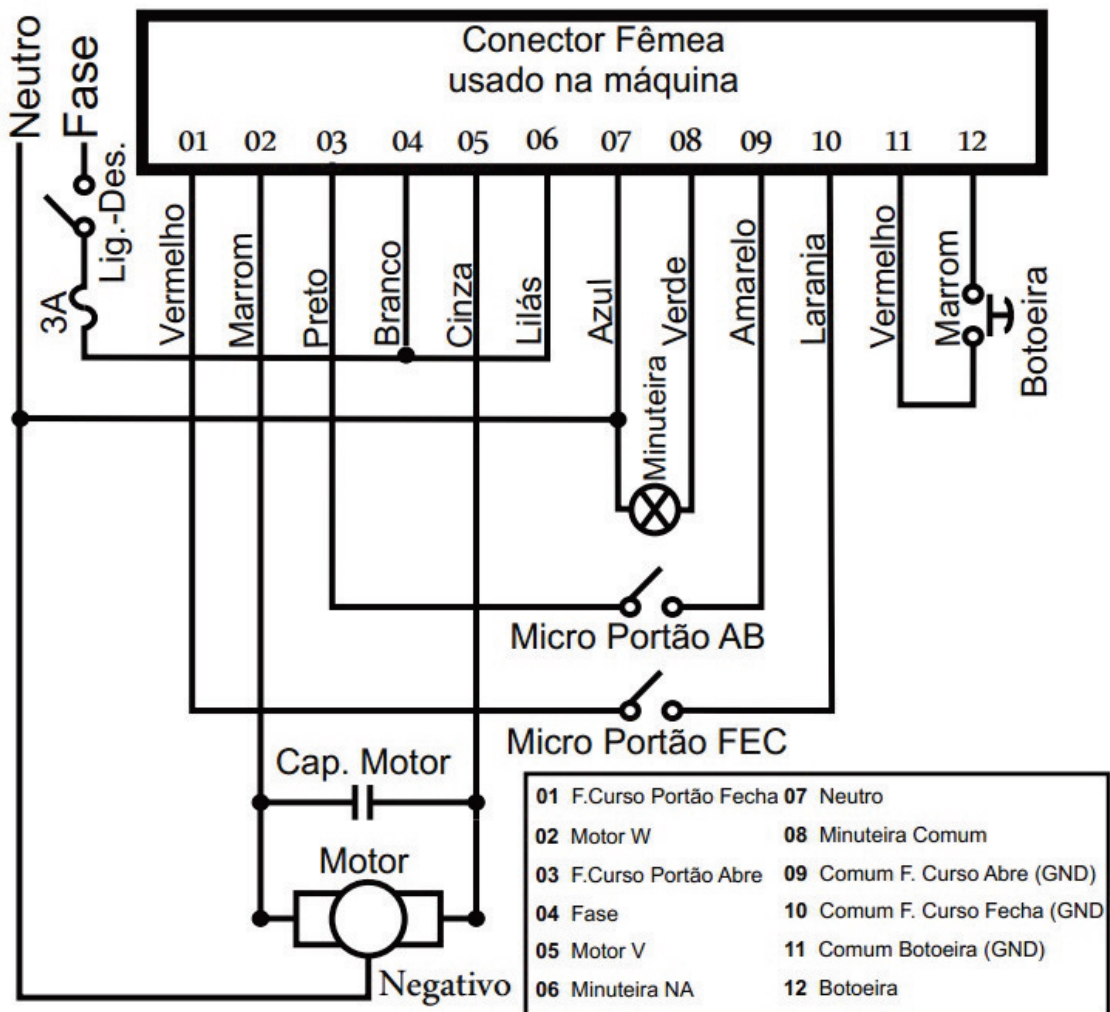 Neutro
Fase
Conector Fêmea
usado na máquina
01 02 03 04 05 06 07 08 09 10 11 12
Lig.-Des.
3A
Vermelho
Marrom
Preto
Branco
Cinza
Lilás
Azul
Verde
Amarelo
Laranja
Vermelho
Marrom
Botoeira
Minuteira
Micro Portão AB
Micro Portão FEC
Cap. Motor
Motor
Negativo
01 F.Curso Portão Fecha 07 Neutro
02 Motor W 08 Minuteira Comum
03 F.Curso Portão Abre 09 Comum F. Curso Abre (GND)
04 Fase 10 Comum F. Curso Fecha (GND
05 Motor V 11 Comum Botoeira (GND)
06 Minuteira NA 12 Botoeira